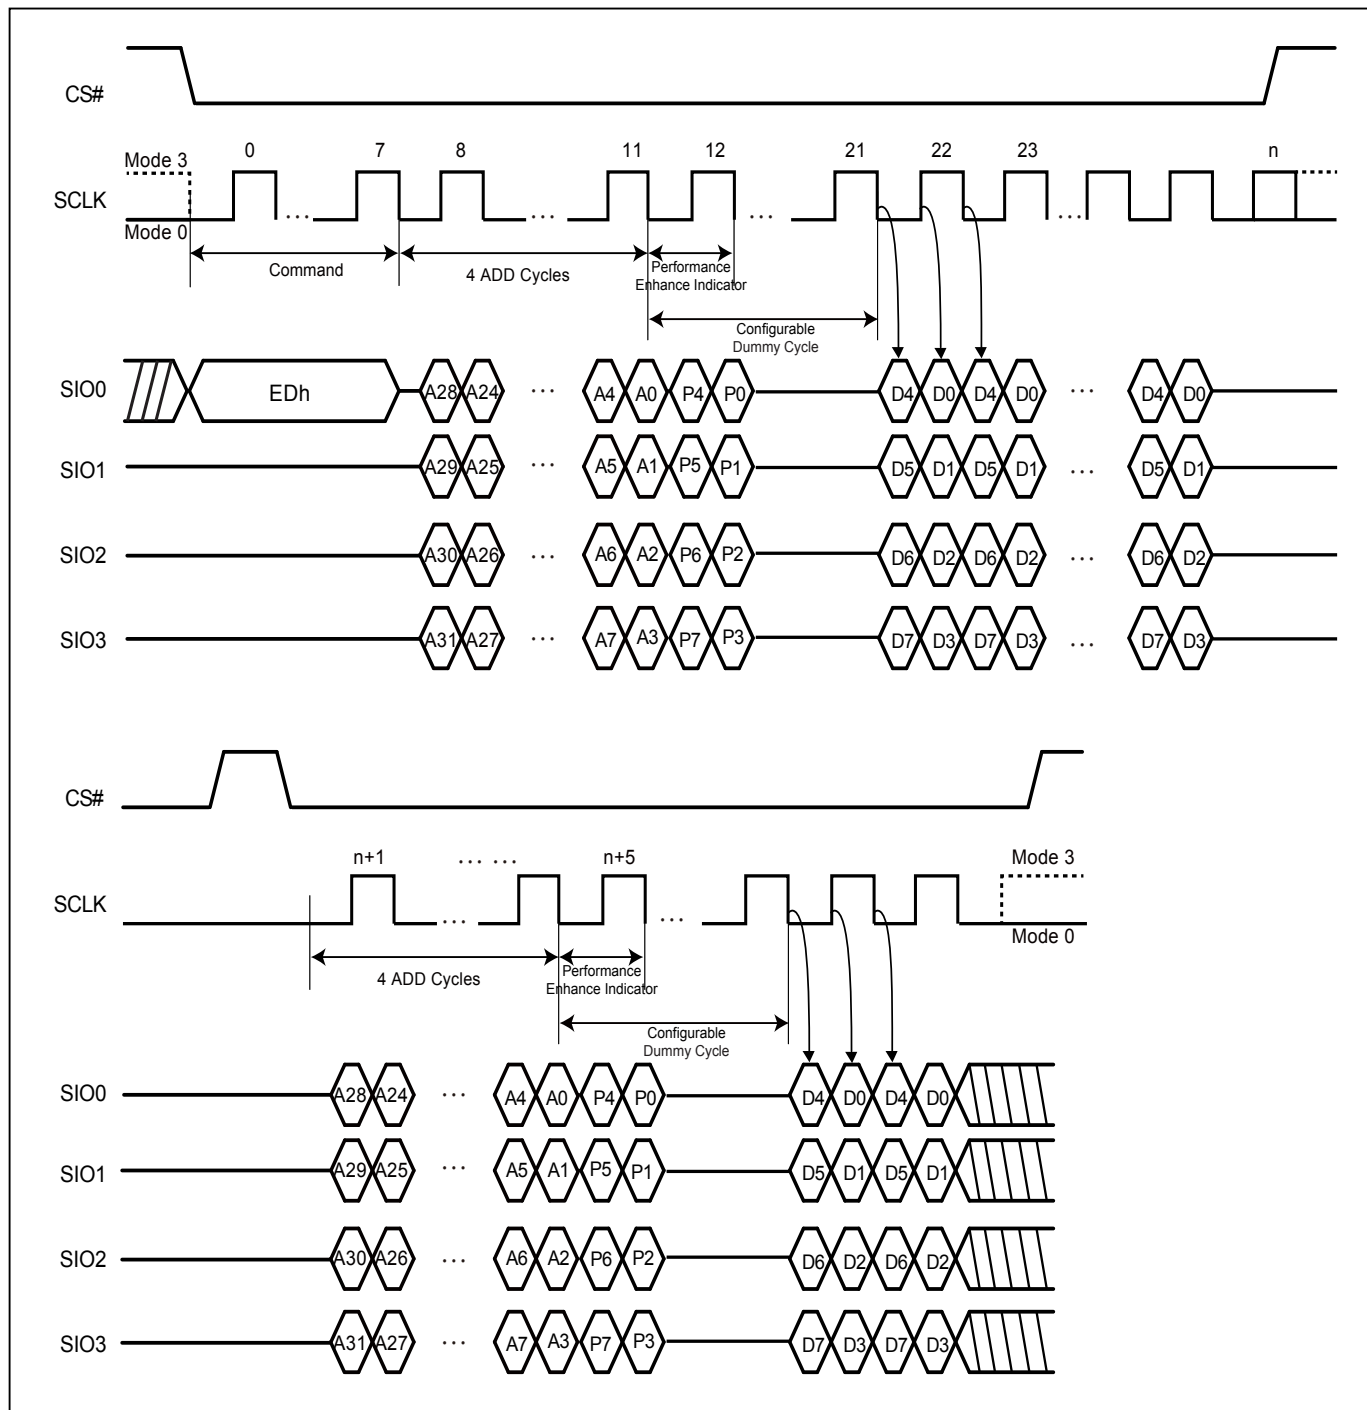 CS#
Mode 3
0 7 8 11 12 21 22 23 n
SCLK
... ... ... ...
Mode 0
Command
4 ADD Cycles
Performance
Enhance Indicator
Configurable
Dummy Cycle
SIO0 EDh A28 A24 ... A4 A0 P4 P0 D4 D0 D4 D0 ... D4 D0
SIO1 A29 A25 ... A5 A1 P5 P1 D5 D1 D5 D1 ... D5 D1
SIO2 A30 A26 ... A6 A2 P6 P2 D6 D2 D6 D2 ... D6 D2
SIO3 A31 A27 ... A7 A3 P7 P3 D7 D3 D7 D3 ... D7 D3
CS#
n+1 ... ... n+5 Mode 3
SCLK ... ...
Mode 0
4 ADD Cycles
Performance
Enhance Indicator
Configurable
Dummy Cycle
SIO0 A28 A24 ... A4 A0 P4 P0 D4 D0 D4 D0
SIO1 A29 A25 ... A5 A1 P5 P1 D5 D1 D5 D1
SIO2 A30 A26 ... A6 A2 P6 P2 D6 D2 D6 D2
SIO3 A31 A27 ... A7 A3 P7 P3 D7 D3 D7 D3